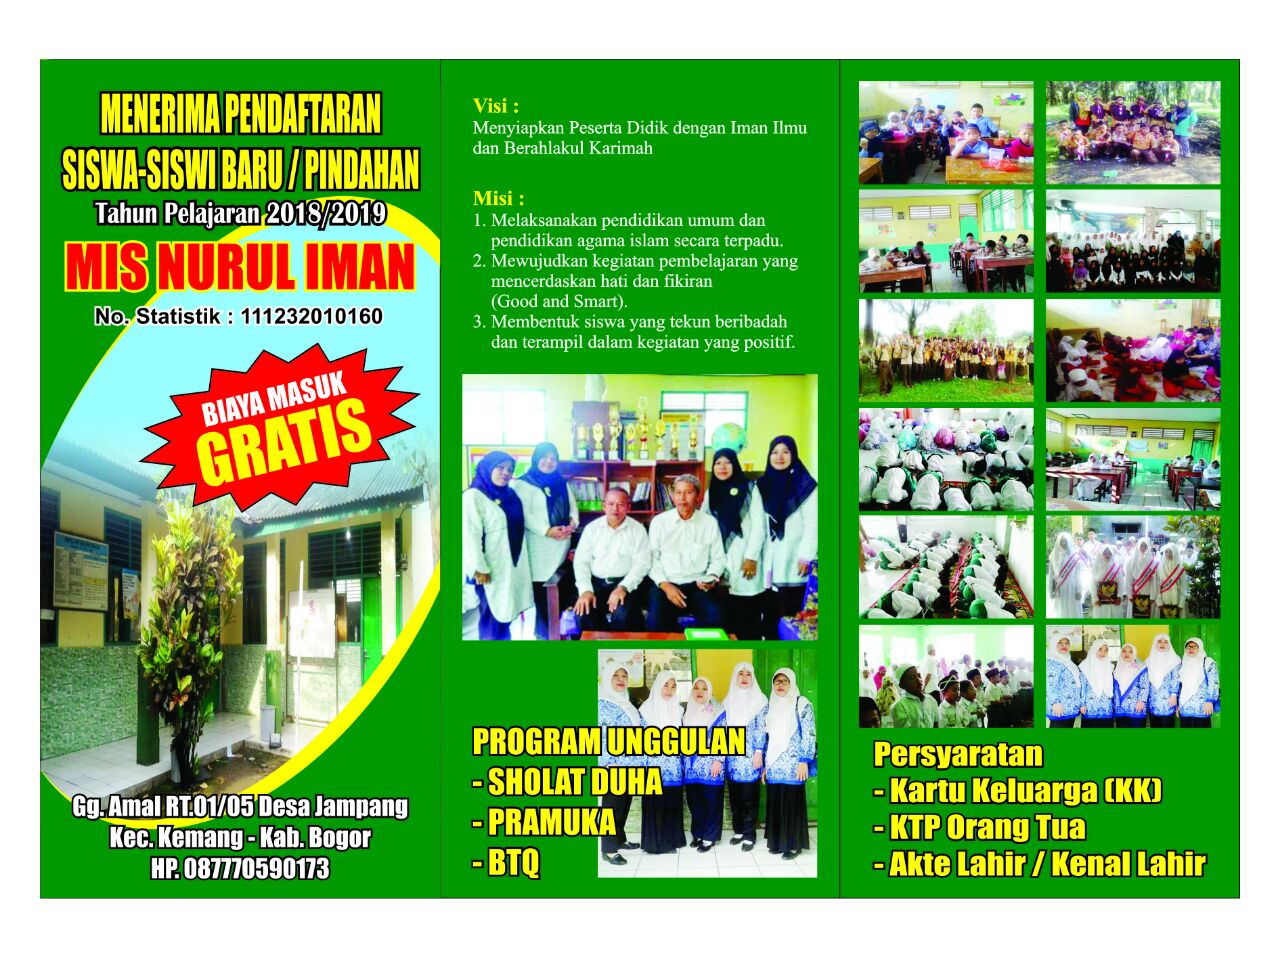 MENERIMA PENDAFTARAN
SISWA-SISWI BARU / PINDAHAN
Tahun Pelajaran 2018/2019
MIS NURUL IMAN
No. Statistik : 111232010160
BIAYA MASUK
GRATIS
Gg. Amal RT.01/05 Desa Jampang
Kec. Kemang - Kab. Bogor
HP. 087770590173
Visi :
Menyiapkan Peserta Didik dengan Iman Ilmu
dan Berahlakul Karimah
Misi :
1. Melaksanakan pendidikan umum dan
pendidikan agama islam secara terpadu.
2. Mewujudkan kegiatan pembelajaran yang
mencerdaskan hati dan fikiran
(Good and Smart).
3. Membentuk siswa yang tekun beribadah
dan terampil dalam kegiatan yang positif.
PROGRAM UNGGULAN
- SHOLAT DUHA
- PRAMUKA
- BTQ
Persyaratan
- Kartu Keluarga (KK)
- KTP Orang Tua
- Akte Lahir / Kenal Lahir